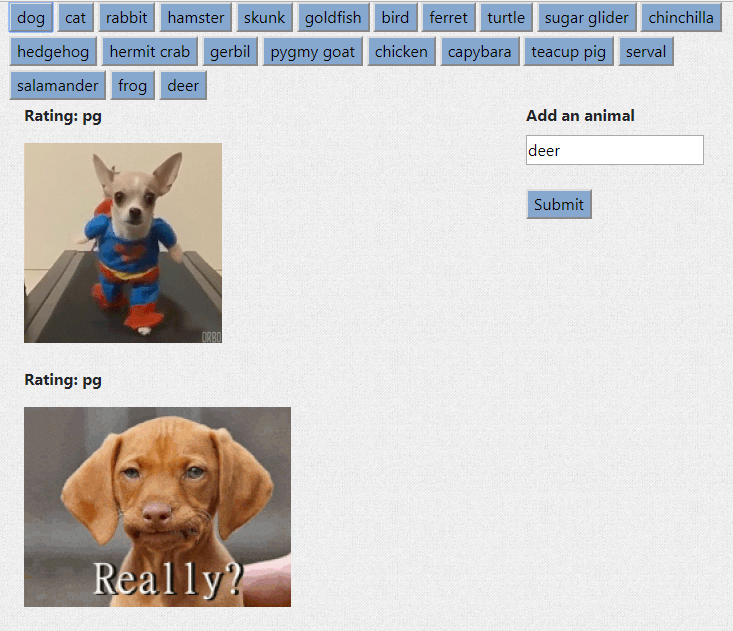 dog cat rabbit hamster skunk goldfish bird ferret turtle sugar glider chinchilla
hedgehog hermit crab gerbil pygmy goat chicken capybara teacup pig serval
salamander frog deer
Rating: pg
Add an animal
deer
Submit
ORBO
Rating: pg
Really?